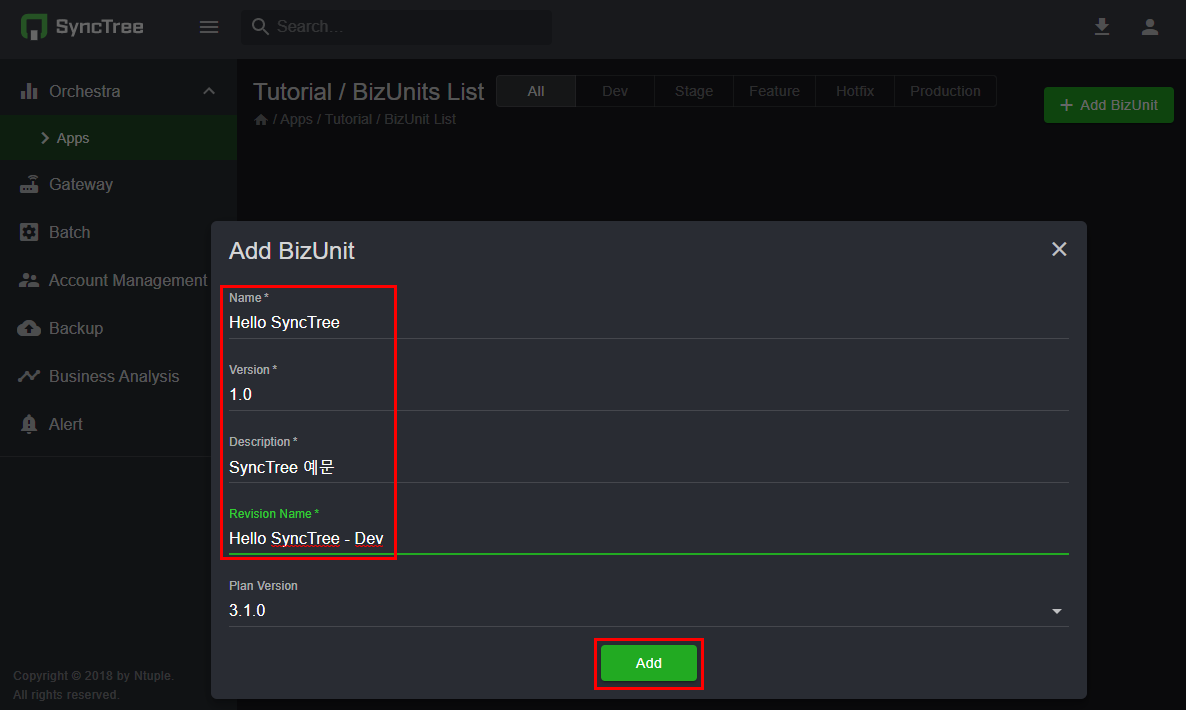 SyncTree
Search...
Orchestra
Apps
Gateway
Batch
Account Management
Backup
Business Analysis
Alert
Copyright © 2018 by Ntuple.
All rights reserved.
Tutorial / BizUnits List
All Dev Stage Feature Hotfix Production
/ Apps / Tutorial / BizUnit List
+ Add BizUnit
Add BizUnit
Name *
Hello SyncTree
Version *
1.0
Description *
SyncTree 예문
Revision Name *
Hello SyncTree - Dev
Plan Version
3.1.0
Add